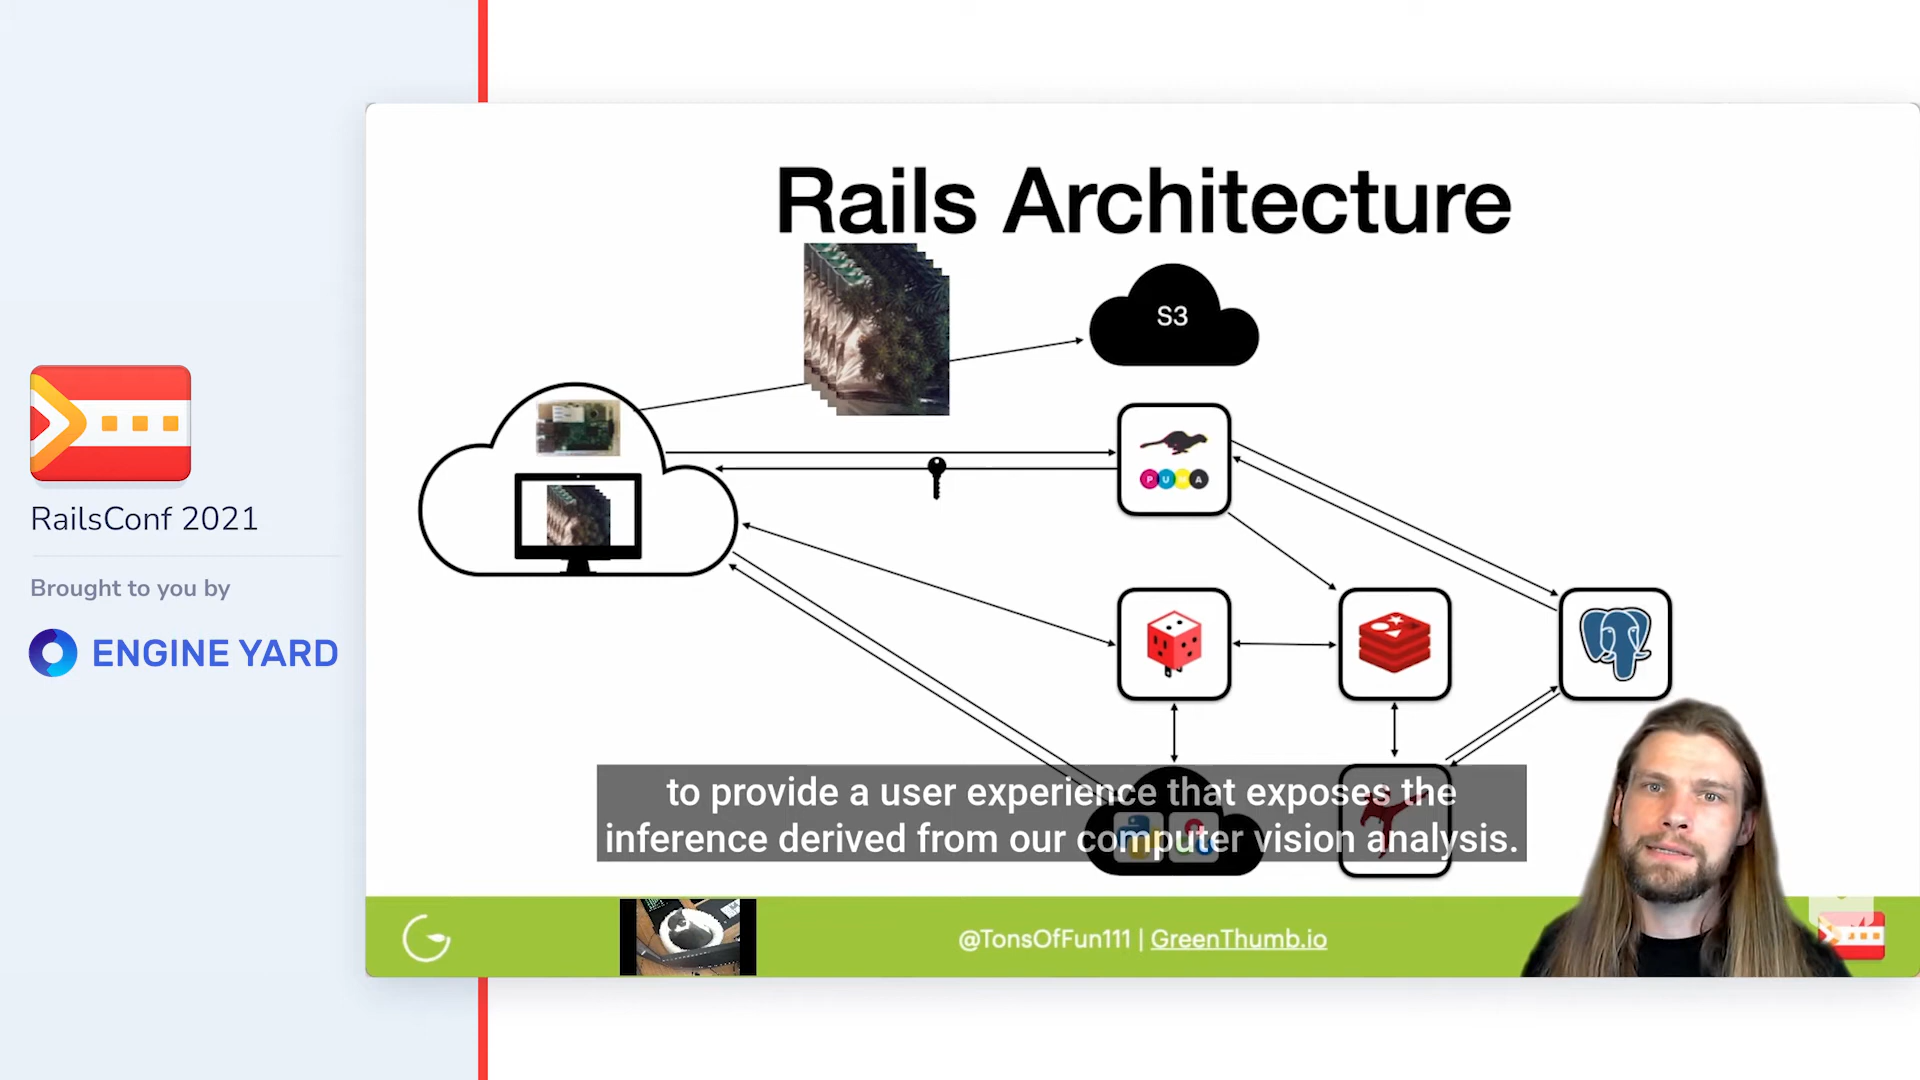 Rails Architecture
S3
PUMA
RailsConf 2021
Brought to you by
ENGINE YARD
to provide a user experience that exposes the
inference derived from our computer vision analysis.
@TonsOfFun111 | GreenThumb.io